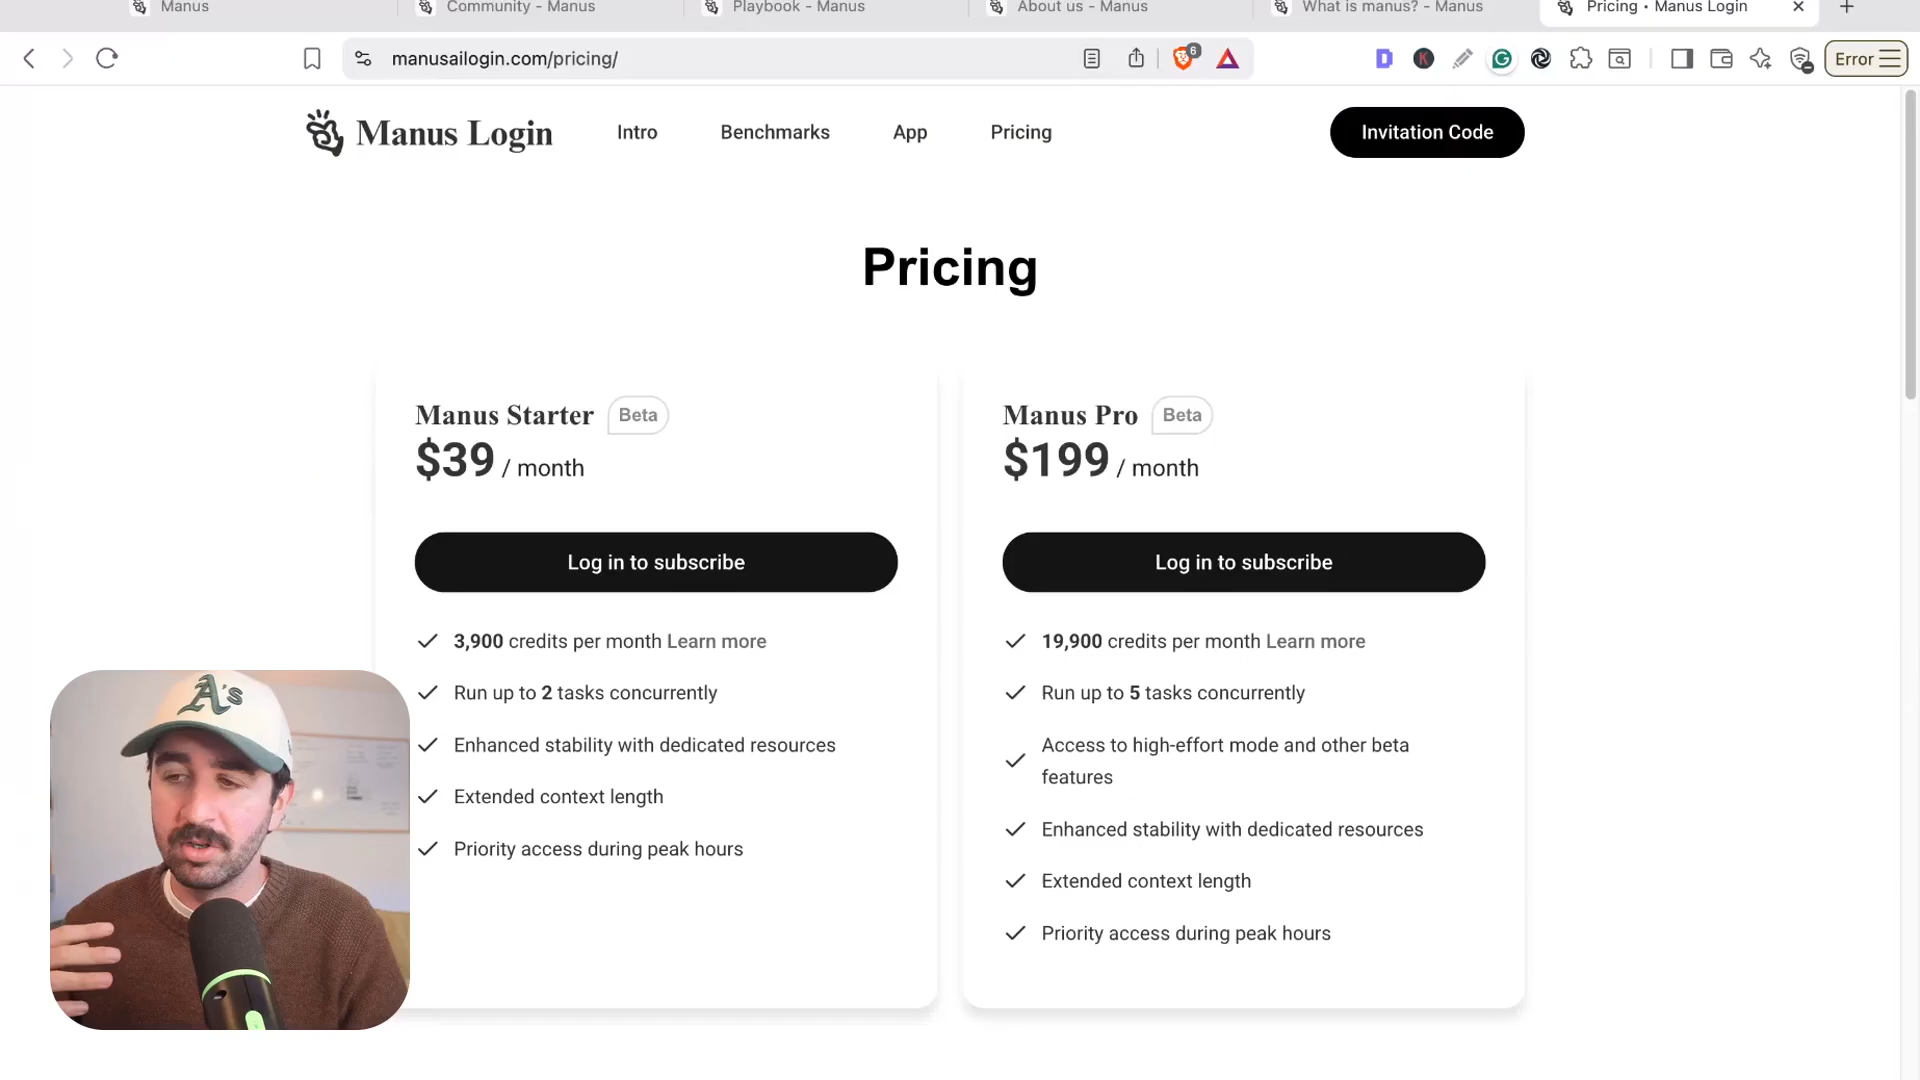 Manus
Community - Manus
Playbook - Manus
About us - Manus
What is manus? - Manus
Pricing • Manus Login
manusailogin.com/pricing/
6
D
K
Error
Manus Login
Intro
Benchmarks
App
Pricing
Invitation Code
Pricing
Manus Starter Beta
$39 / month
Log in to subscribe
3,900 credits per month Learn more
Run up to 2 tasks concurrently
Enhanced stability with dedicated resources
Extended context length
Priority access during peak hours
Manus Pro Beta
$199 / month
Log in to subscribe
19,900 credits per month Learn more
Run up to 5 tasks concurrently
Access to high-effort mode and other beta
features
Enhanced stability with dedicated resources
Extended context length
Priority access during peak hours
A's